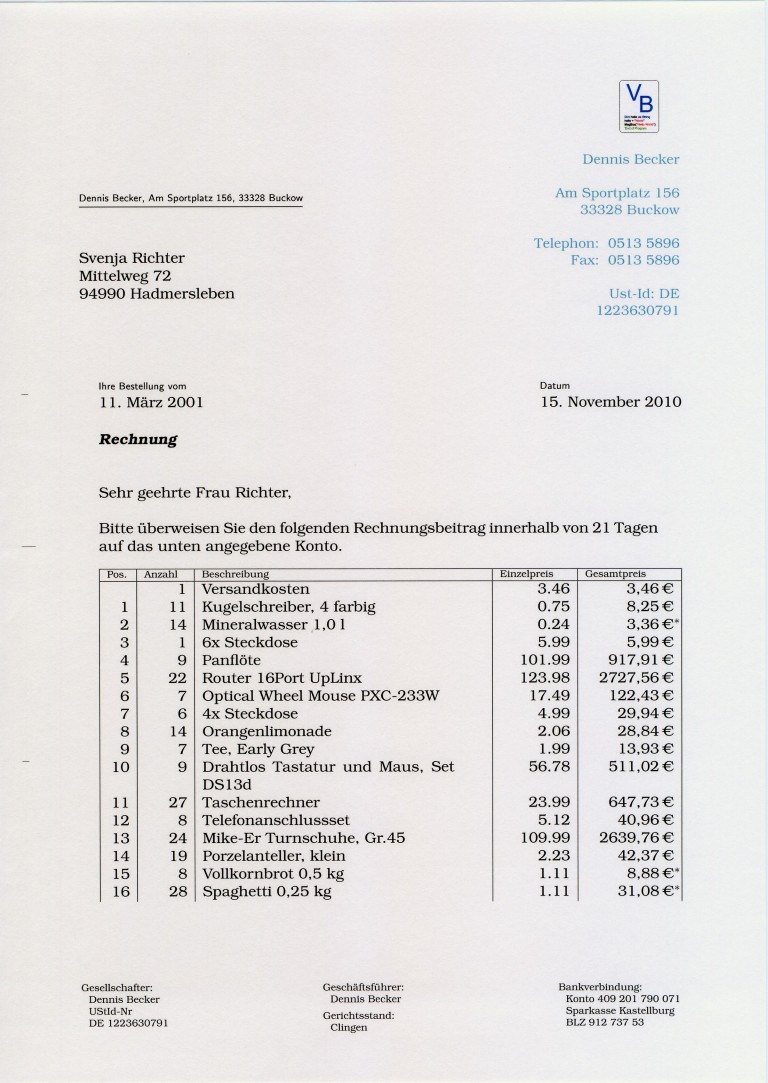 VB
Dennis Becker
Am Sportplatz 156
33328 Buckow
Telephon: 0513 5896
Fax: 0513 5896
Ust-Id: DE
1223630791
Dennis Becker, Am Sportplatz 156, 33328 Buckow
Svenja Richter
Mittelweg 72
94990 Hadmersleben
Ihre Bestellung vom Datum
11. März 2001 15. November 2010
Rechnung
Sehr geehrte Frau Richter,
Bitte überweisen Sie den folgenden Rechnungsbeitrag innerhalb von 21 Tagen
auf das unten angegebene Konto.
Pos. Anzahl Beschreibung Einzelpreis Gesamtpreis
1 Versandkosten 3.46 3,46 €
1 11 Kugelschreiber, 4 farbig 0.75 8,25 €
2 14 Mineralwasser 1,0 l 0.24 3,36 €*
3 1 6x Steckdose 5.99 5,99 €
4 9 Panflöte 101.99 917,91 €
5 22 Router 16Port UpLinx 123.98 2727,56 €
6 7 Optical Wheel Mouse PXC-233W 17.49 122,43 €
7 6 4x Steckdose 4.99 29,94 €
8 14 Orangenlimonade 2.06 28,84 €
9 7 Tee, Early Grey 1.99 13,93 €
10 9 Drahtlos Tastatur und Maus, Set 56.78 511,02 €
DS13d
11 27 Taschenrechner 23.99 647,73 €
12 8 Telefonanschlussset 5.12 40,96 €
13 24 Mike-Er Turnschuhe, Gr.45 109.99 2639,76 €
14 19 Porzelanteller, klein 2.23 42,37 €
15 8 Vollkornbrot 0,5 kg 1.11 8,88 €*
16 28 Spaghetti 0,25 kg 1.11 31,08 €*
Gesellschafter:
Dennis Becker
UStId-Nr
DE 1223630791
Geschäftsführer:
Dennis Becker
Gerichtsstand:
Clingen
Bankverbindung:
Konto 409 201 790 071
Sparkasse Kastellburg
BLZ 912 737 53